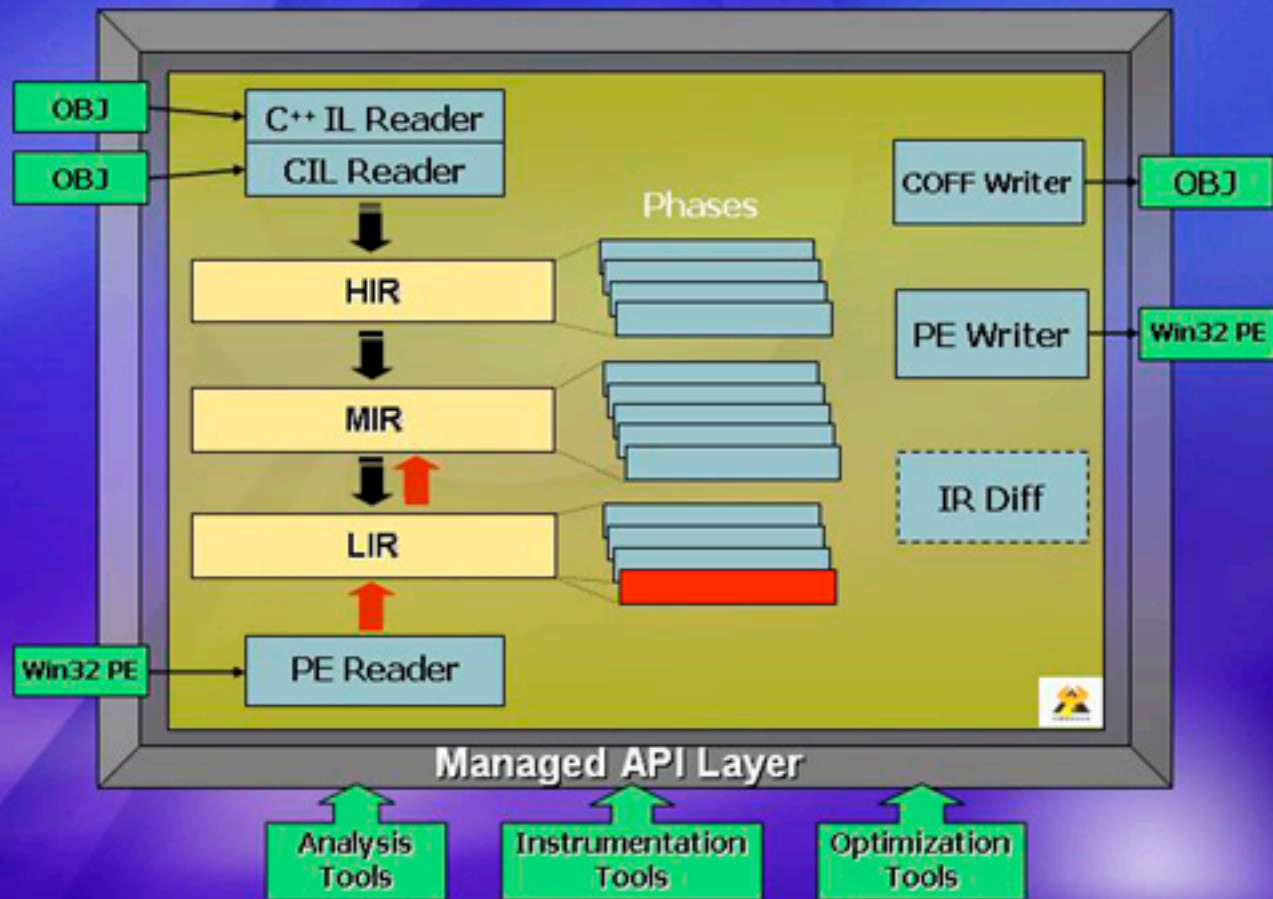 OBJ
C++ IL Reader
OBJ
CIL Reader
Phases
COFF Writer
OBJ
HIR
PE Writer
Win32 PE
MIR
IR Diff
LIR
Win32 PE
PE Reader
Managed API Layer
Analysis
Tools
Instrumentation
Tools
Optimization
Tools